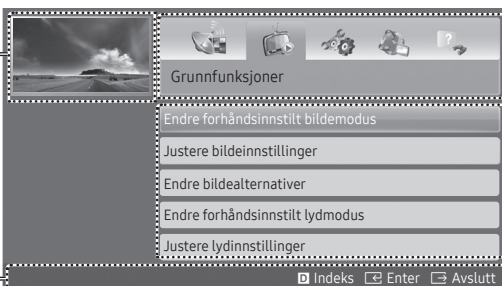 Grunnfunksjoner
Endre forhåndsinnstilt bildemodus
Justere bildeinnstillinger
Endre bildealternativer
Endre forhåndsinnstilt lydmodus
Justere lydinnstillinger
D Indeks Enter Avslutt